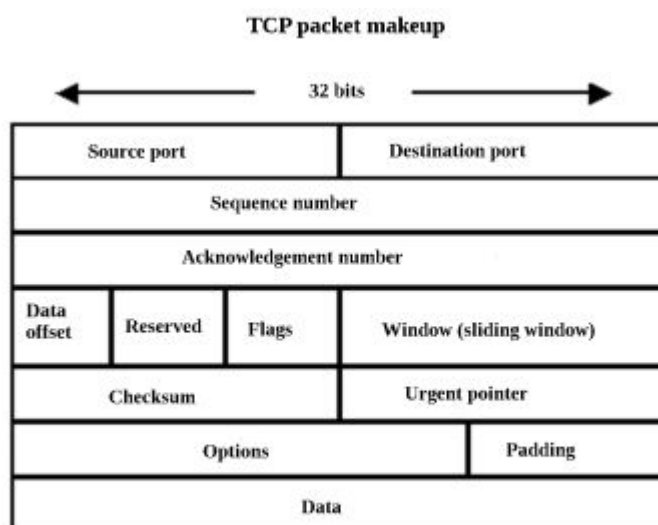 TCP packet makeup
32 bits
Source port Destination port
Sequence number
Acknowledgement number
Data
offset Reserved Flags Window (sliding window)
Checksum Urgent pointer
Options Padding
Data